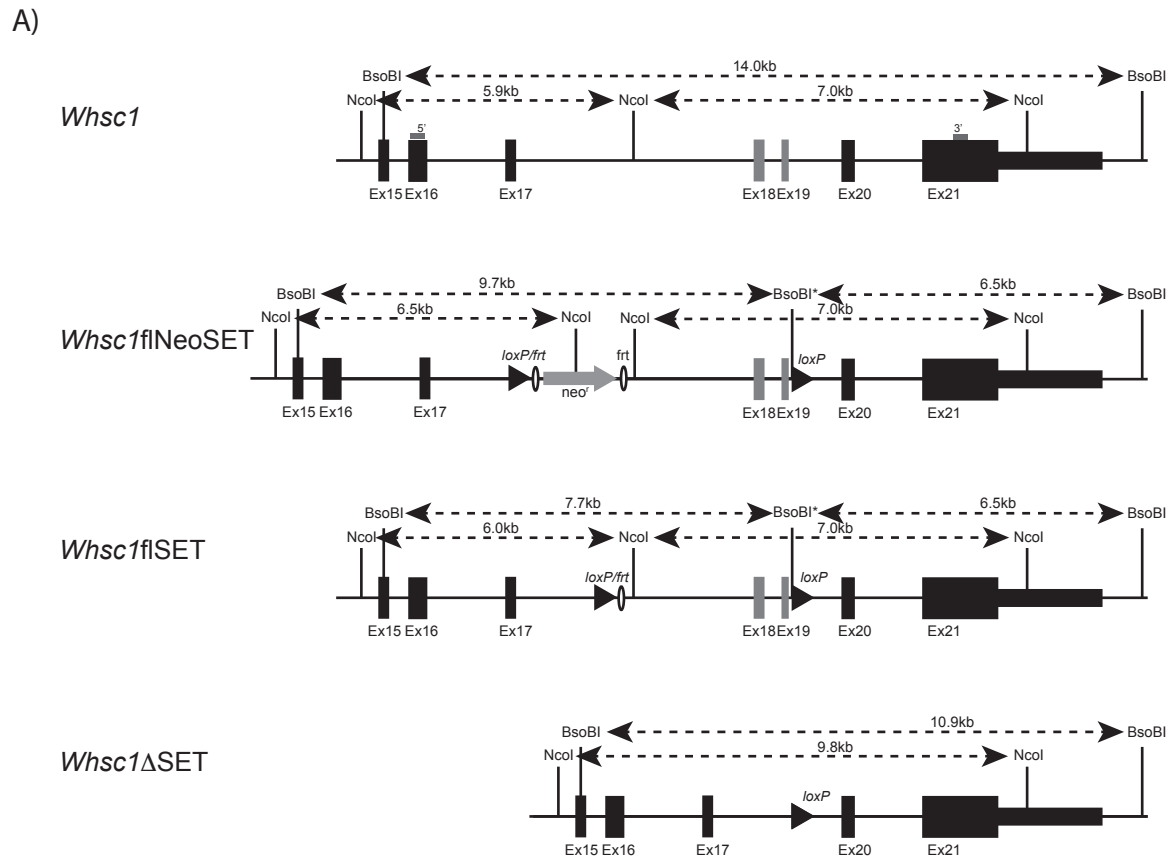 A)
14.0kb
BsoBI BsoBI
5.9kb 7.0kb
NcoI NcoI NcoI
Whsc1
5' 3'
Ex15 Ex16 Ex17 Ex18 Ex19 Ex20 Ex21
9.7kb 6.5kb
BsoBI BsoBI* BsoBI
6.5kb 7.0kb
NcoI NcoI NcoI NcoI
Whsc1flNeoSET
loxP/frt frt loxP
neoʳ
Ex15 Ex16 Ex17 Ex18 Ex19 Ex20 Ex21
7.7kb 6.5kb
BsoBI BsoBI* BsoBI
6.0kb 7.0kb
NcoI NcoI NcoI
Whsc1flSET
loxP/frt loxP
Ex15 Ex16 Ex17 Ex18 Ex19 Ex20 Ex21
10.9kb
BsoBI BsoBI
9.8kb
NcoI NcoI
Whsc1ΔSET
loxP
Ex15 Ex16 Ex17 Ex20 Ex21